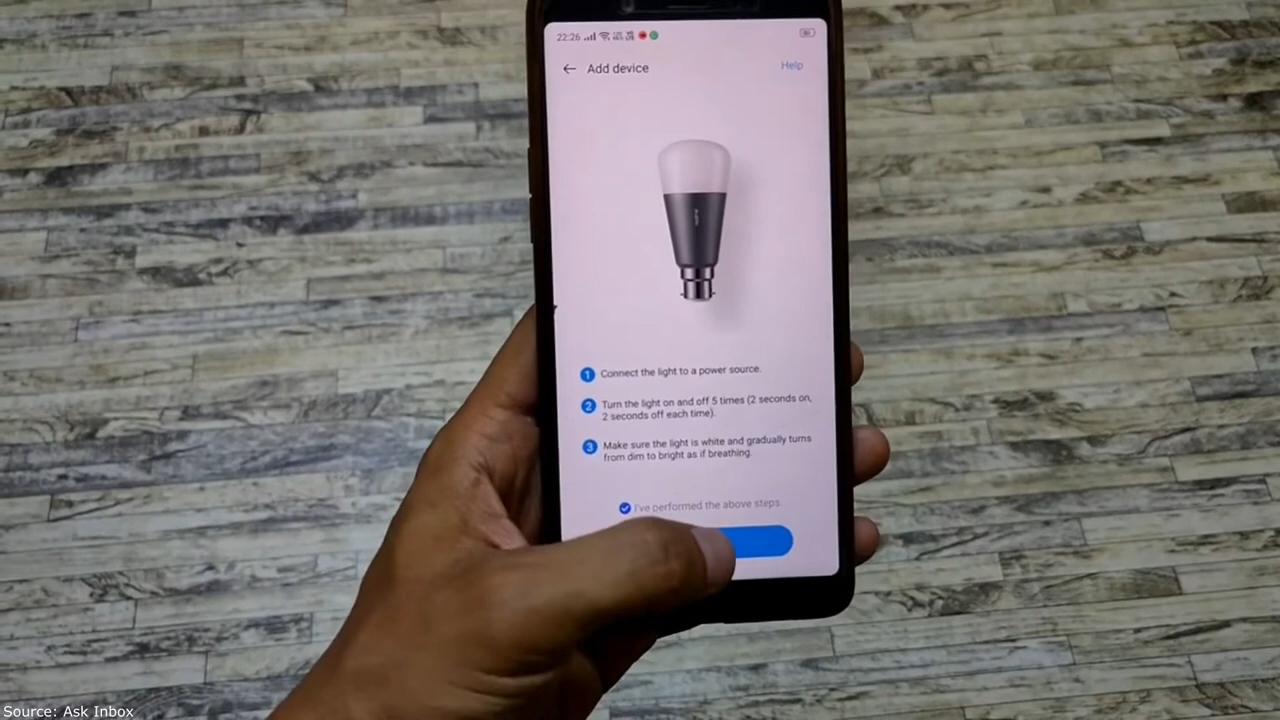 22:26
Add device
Help
1 Connect the light to a power source.
2 Turn the light on and off 5 times (2 seconds on,
2 seconds off each time).
3 Make sure the light is white and gradually turns
from dim to bright as if breathing.
I've performed the above steps.
Source: Ask Inbox